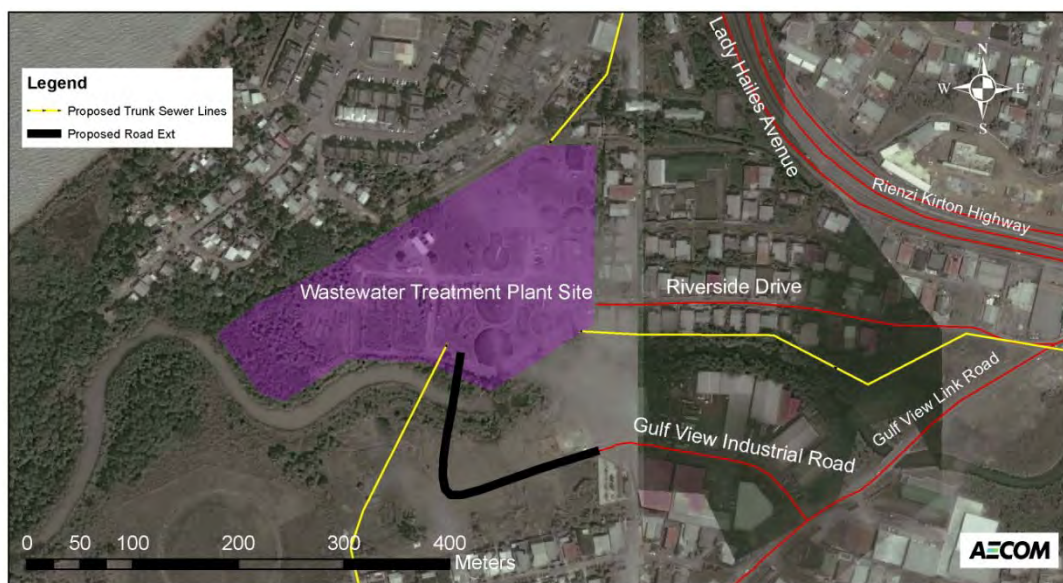 Legend
Proposed Trunk Sewer Lines
Proposed Road Ext
Lady Hailes Avenue
N
W E
S
Rienzi Kirton Highway
Wastewater Treatment Plant Site
Riverside Drive
Gulf View Link Road
Gulf View Industrial Road
0 50 100 200 300 400
Meters
AECOM